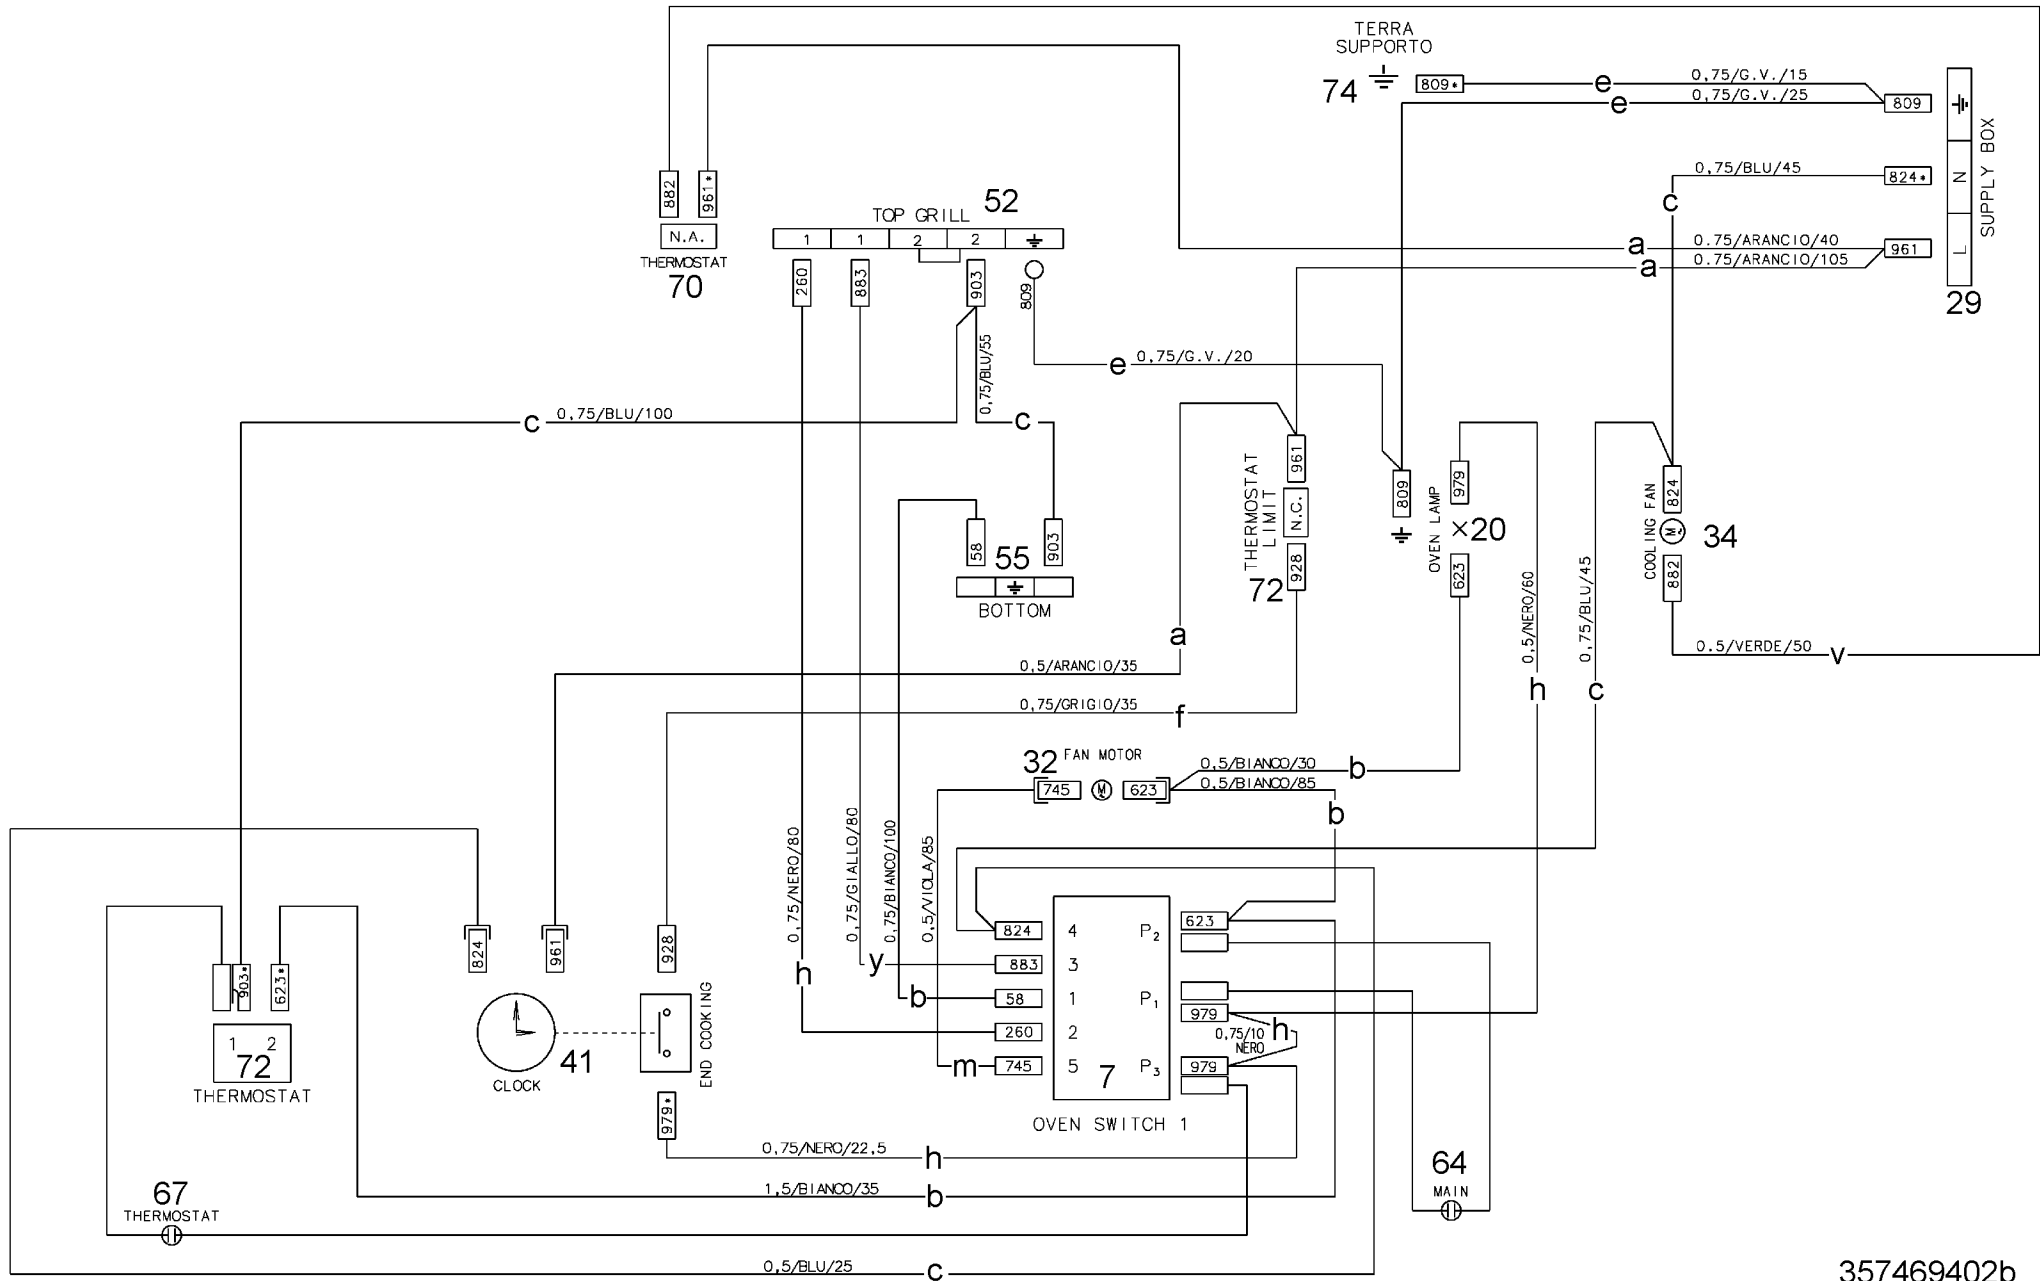 TERRA
SUPPORTO
74
809*
e
0,75/G.V./15
e
0,75/G.V./25
809
882
961*
N.A.
THERMOSTAT
70
TOP GRILL
52
1
1
2
2
260
883
903
809
0,75/BLU/45
824*
N
c
a
0.75/ARANCIO/40
961
L
a
0.75/ARANCIO/105
SUPPLY BOX
29
0,75/BLU/55
e
0,75/G.V./20
c
0,75/BLU/100
c
961
N.C.
928
THERMOSTAT
LIMIT
72
809
979
OVEN LAMP
×20
623
824
COOLING FAN
M
34
882
58
55
903
BOTTOM
0,5/NERO/60
0,75/BLU/45
a
0,5/ARANCIO/35
0.5/VERDE/50
v
h
c
0,75/GRIGIO/35
f
32
FAN MOTOR
745
M
623
0,5/BIANCO/30
b
0,5/BIANCO/85
b
0,75/NERO/80
0,75/GIALLO/80
0,75/BIANCO/100
0,5/VIOLA/85
903*
623*
824
961
928
824
4
P2
623
h
y
883
3
b
58
1
P1
979
260
2
0,75/10
NERO
h
m
745
5
7
P3
979
OVEN SWITCH 1
1
2
72
THERMOSTAT
CLOCK
41
END COOKING
979*
0,75/NERO/22,5
h
1,5/BIANCO/35
b
67
THERMOSTAT
64
MAIN
0,5/BLU/25
c
357469402b